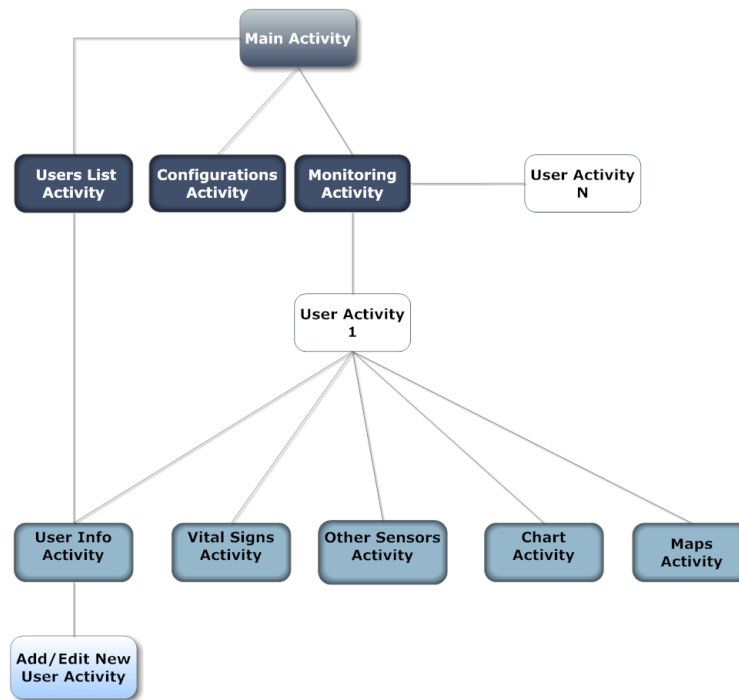 Main Activity
Users List
Activity
Configurations
Activity
Monitoring
Activity
User Activity
N
User Activity
1
User Info
Activity
Vital Signs
Activity
Other Sensors
Activity
Chart
Activity
Maps
Activity
Add/Edit New
User Activity